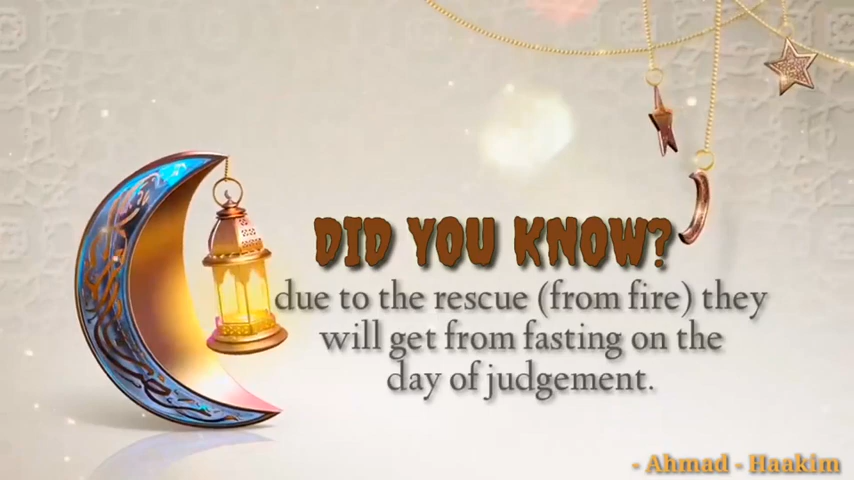 DID YOU KNOW?
due to the rescue (from fire) they
will get from fasting on the
day of judgement.
- Ahmad - Haakim